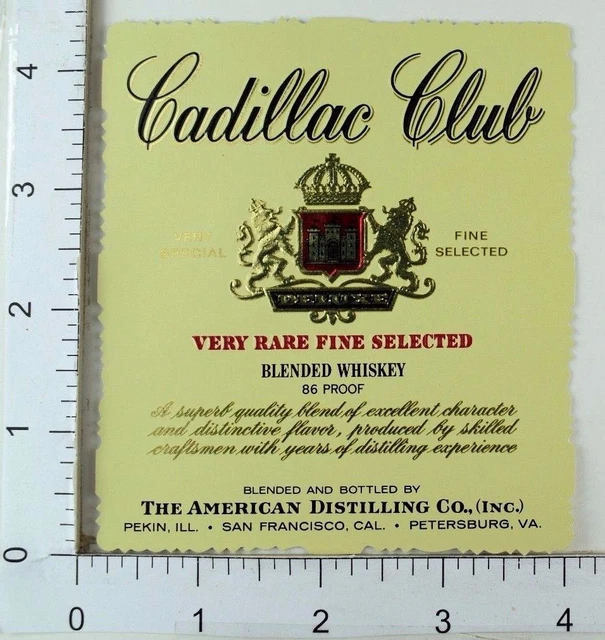 Cadillac Club
VERY SPECIAL
FINE SELECTED
DELUXE
VERY RARE FINE SELECTED
BLENDED WHISKEY
86 PROOF
A superb quality blend of excellent character
and distinctive flavor, produced by skilled
craftsmen with years of distilling experience
BLENDED AND BOTTLED BY
THE AMERICAN DISTILLING CO., (INC.)
PEKIN, ILL. • SAN FRANCISCO, CAL. • PETERSBURG, VA.
4
3
2
1
0
0 1 2 3 4